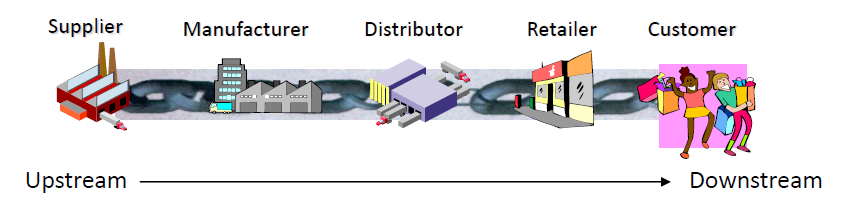 Supplier Manufacturer Distributor Retailer Customer
Upstream Downstream